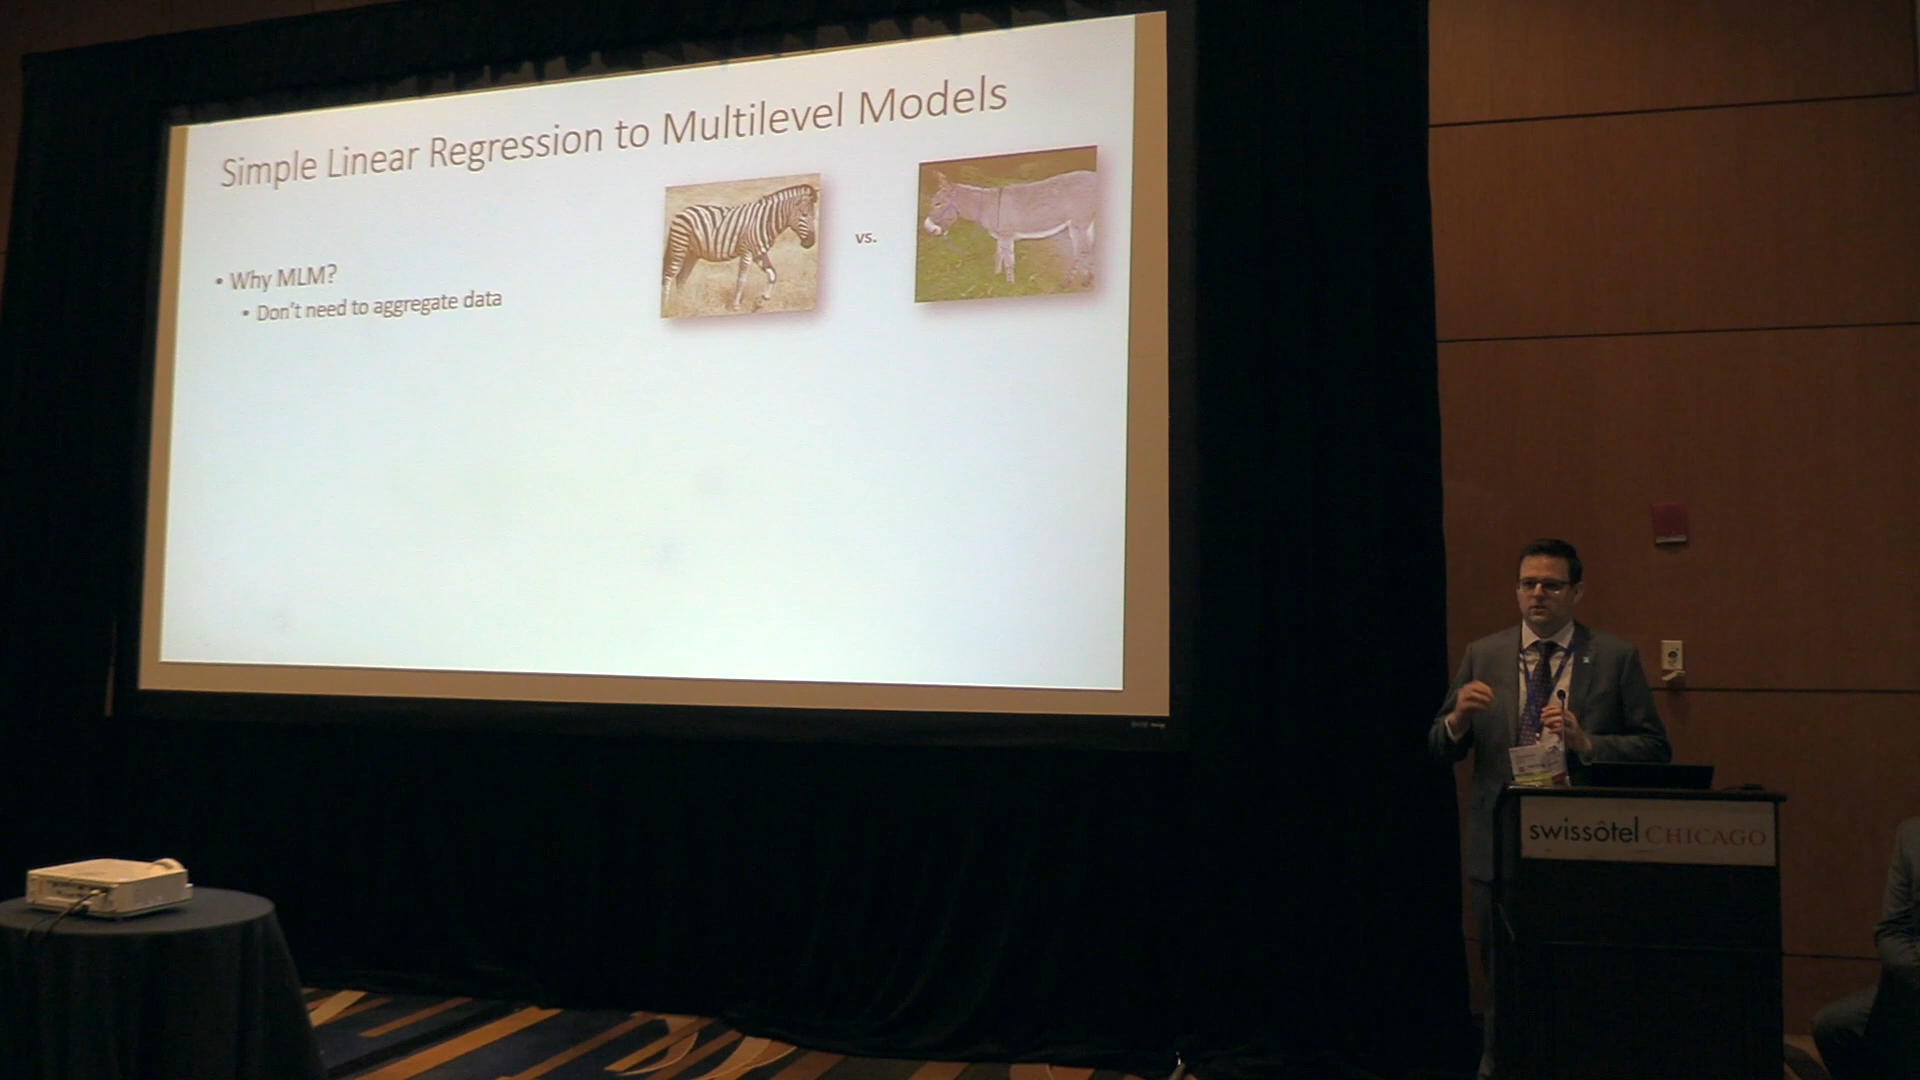 Simple Linear Regression to Multilevel Models
vs.
• Why MLM?
• Don't need to aggregate data
swissôtel CHICAGO